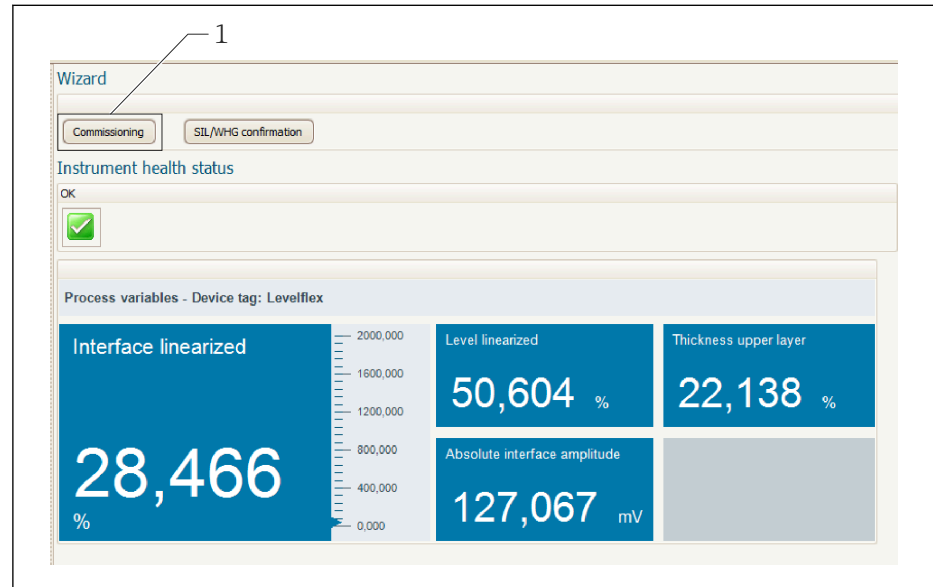 1
Wizard
Commissioning
SIL/WHG confirmation
Instrument health status
OK
Process variables - Device tag: Levelflex
Interface linearized
28,466
%
2000,000
1600,000
1200,000
800,000
400,000
0,000
Level linearized
50,604 %
Thickness upper layer
22,138 %
Absolute interface amplitude
127,067 mV